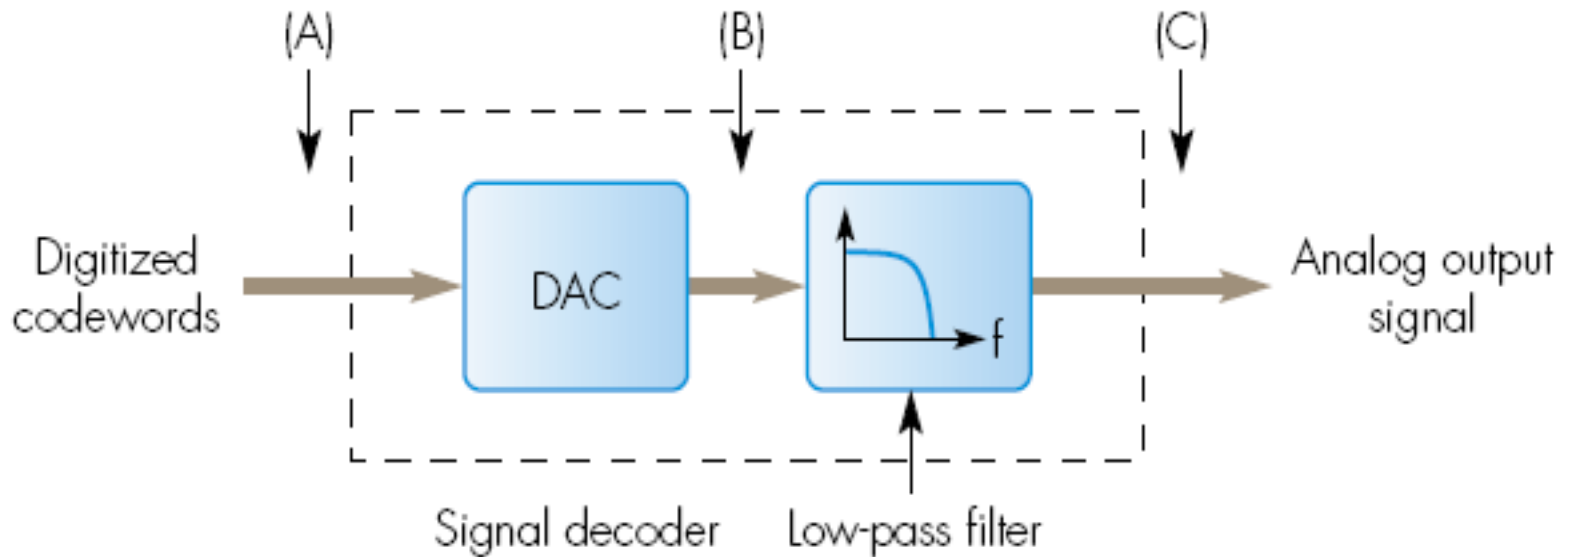 (A)
(B)
(C)
Digitized
codewords
DAC
f
Analog output
signal
Signal decoder
Low-pass filter